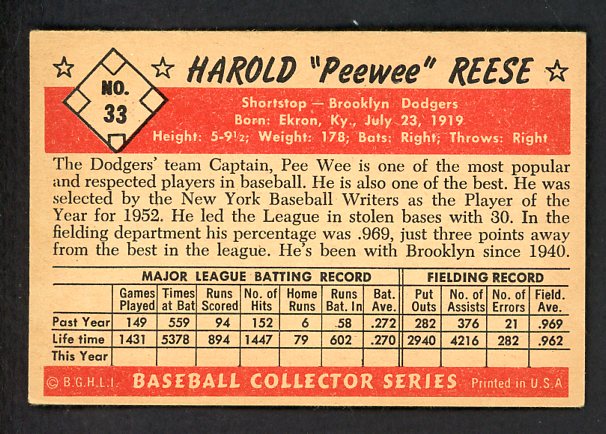 HAROLD "Peewee" REESE
NO.
33
Shortstop — Brooklyn Dodgers
Born: Ekron, Ky., July 23, 1919
Height: 5-9½; Weight: 178; Bats: Right; Throws: Right
The Dodgers' team Captain, Pee Wee is one of the most popular
and respected players in baseball. He is also one of the best. He was
selected by the New York Baseball Writers as the Player of the
Year for 1952. He led the League in stolen bases with 30. In the
fielding department his percentage was .969, just three points away
from the best in the league. He's been with Brooklyn since 1940.
MAJOR LEAGUE BATTING RECORD FIELDING RECORD
Games Times Runs No. of Home Runs Bat. Put No. of No. of Field.
Played at Bat Scored Hits Runs Bat. In Ave. Outs Assists Errors Ave.
Past Year 149 559 94 152 6 .58 .272 282 376 21 .969
Life time 1431 5378 894 1447 79 602 .270 2940 4216 282 .962
This Year
© B.G.H.L.I. BASEBALL COLLECTOR SERIES Printed in U.S.A